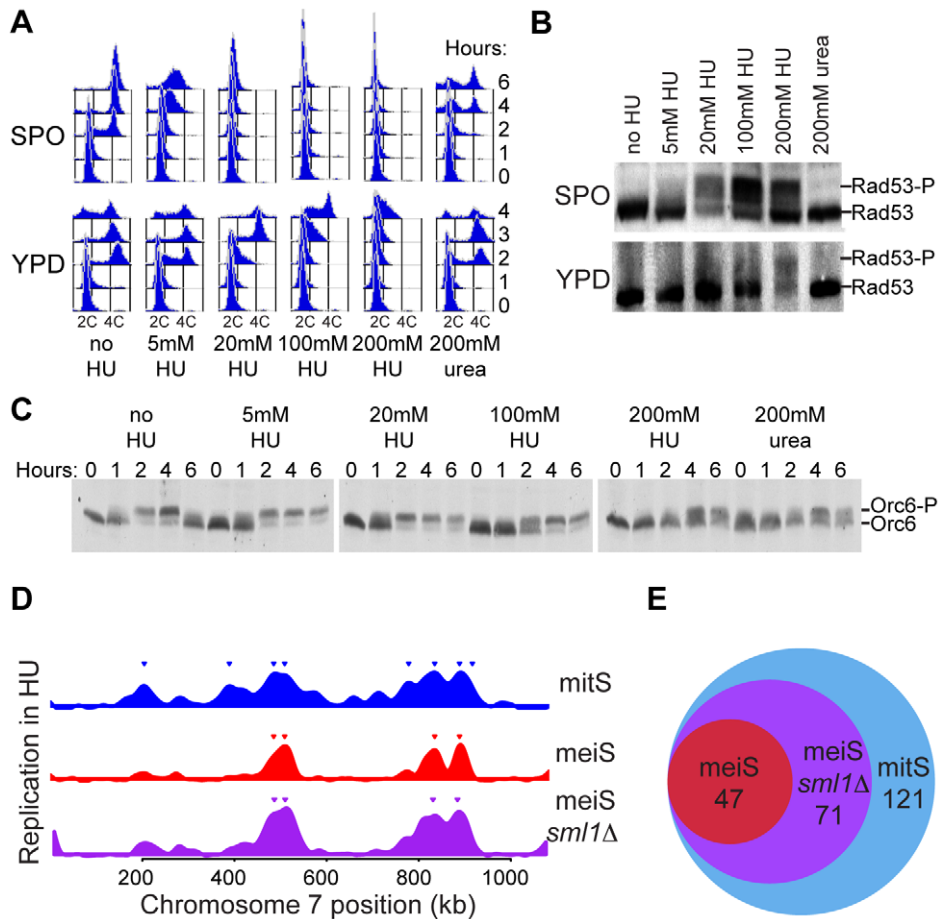 A
Hours:
SPO
6
4
2
1
0
YPD
4
3
2
1
0
2C 4C 2C 4C 2C 4C 2C 4C 2C 4C 2C 4C
no HU
5mM HU
20mM HU
100mM HU
200mM HU
200mM urea
B
no HU
5mM HU
20mM HU
100mM HU
200mM HU
200mM urea
SPO
Rad53-P
Rad53
YPD
Rad53-P
Rad53
C
no HU
5mM HU
20mM HU
100mM HU
200mM HU
200mM urea
Hours: 0 1 2 4 6 0 1 2 4 6 0 1 2 4 6 0 1 2 4 6 0 1 2 4 6 0 1 2 4 6
Orc6-P
Orc6
D
Replication in HU
mitS
meiS
meiS
sml1Δ
200 400 600 800 1000
Chromosome 7 position (kb)
E
meiS
47
meiS
sml1Δ
71
mitS
121